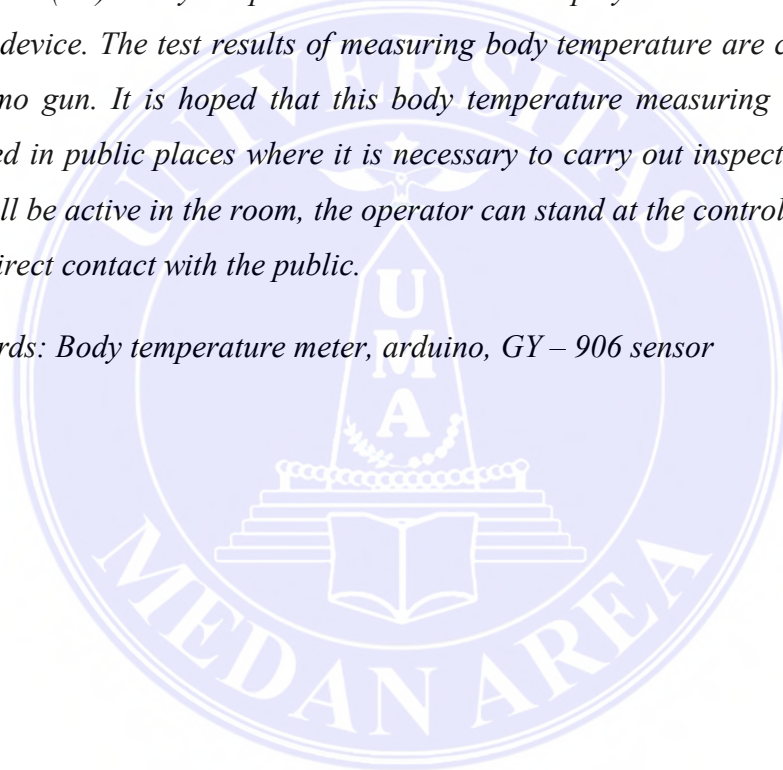 device. The test results of measuring body temperature are
mo gun. It is hoped that this body temperature measuring
ed in public places where it is necessary to carry out inspect
ll be active in the room, the operator can stand at the control
irect contact with the public.
rds: Body temperature meter, arduino, GY – 906 sensor
UNIVERSITAS
UMA
MEDAN AREA